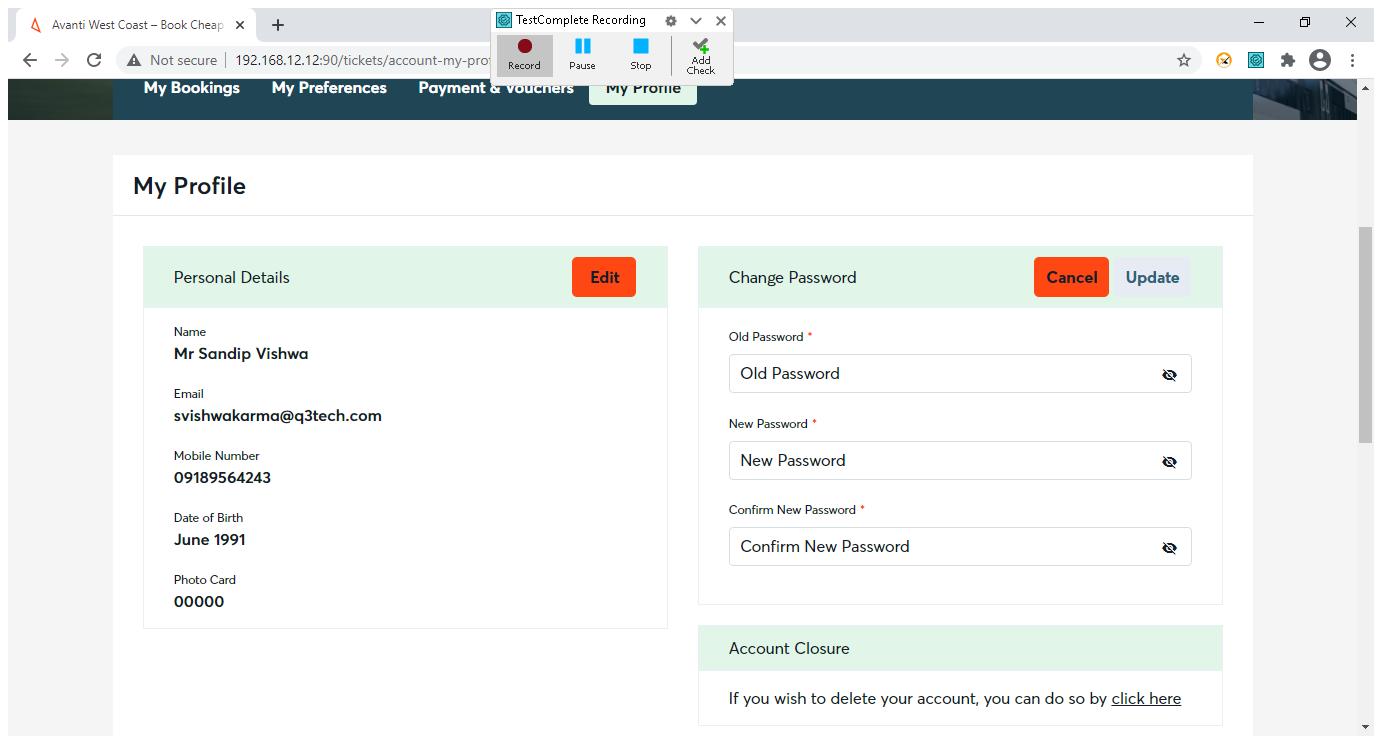 Avanti West Coast – Book Cheap
TestComplete Recording
Record
Pause
Stop
Add
Check
Not secure
192.168.12.12:90/tickets/account-my-prof
My Bookings
My Preferences
Payment & Vouchers
My Profile
My Profile
Personal Details
Edit
Name
Mr Sandip Vishwa
Email
svishwakarma@q3tech.com
Mobile Number
09189564243
Date of Birth
June 1991
Photo Card
00000
Change Password
Cancel
Update
Old Password *
Old Password
New Password *
New Password
Confirm New Password *
Confirm New Password
Account Closure
If you wish to delete your account, you can do so by click here